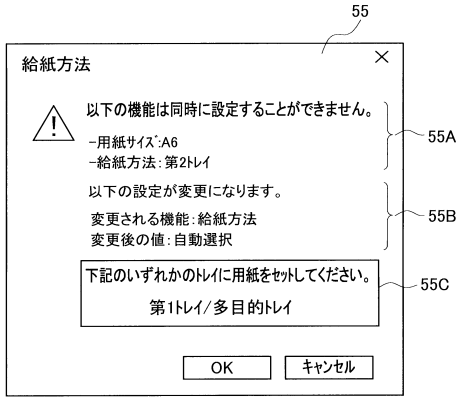 55
給紙方法
以下の機能は同時に設定することができません。
-用紙サイズ:A6
-給紙方法:第2トレイ
55A
以下の設定が変更になります。
変更される機能:給紙方法
変更後の値:自動選択
55B
下記のいずれかのトレイに用紙をセットしてください。
第1トレイ/多目的トレイ
55C
OK
キャンセル